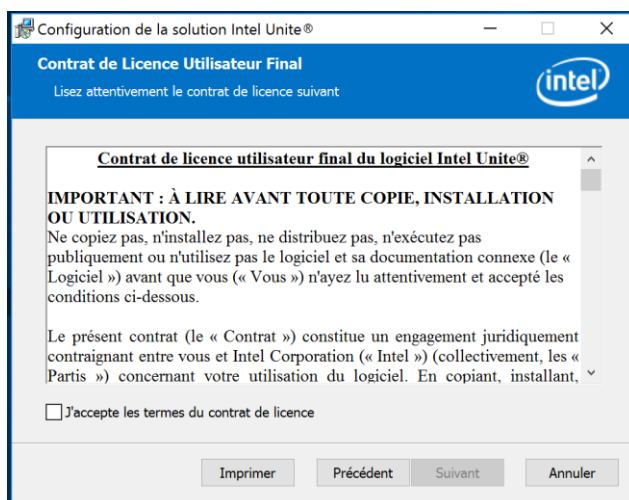 Configuration de la solution Intel Unite®
Contrat de Licence Utilisateur Final
Lisez attentivement le contrat de licence suivant
intel
Contrat de licence utilisateur final du logiciel Intel Unite®
IMPORTANT : À LIRE AVANT TOUTE COPIE, INSTALLATION
OU UTILISATION.
Ne copiez pas, n'installez pas, ne distribuez pas, n'exécutez pas
publiquement ou n'utilisez pas le logiciel et sa documentation connexe (le «
Logiciel ») avant que vous (« Vous ») n'ayez lu attentivement et accepté les
conditions ci-dessous.
Le présent contrat (le « Contrat ») constitue un engagement juridiquement
contraignant entre vous et Intel Corporation (« Intel ») (collectivement, les «
Partis ») concernant votre utilisation du logiciel. En copiant, installant,
J'accepte les termes du contrat de licence
Imprimer Précédent Suivant Annuler